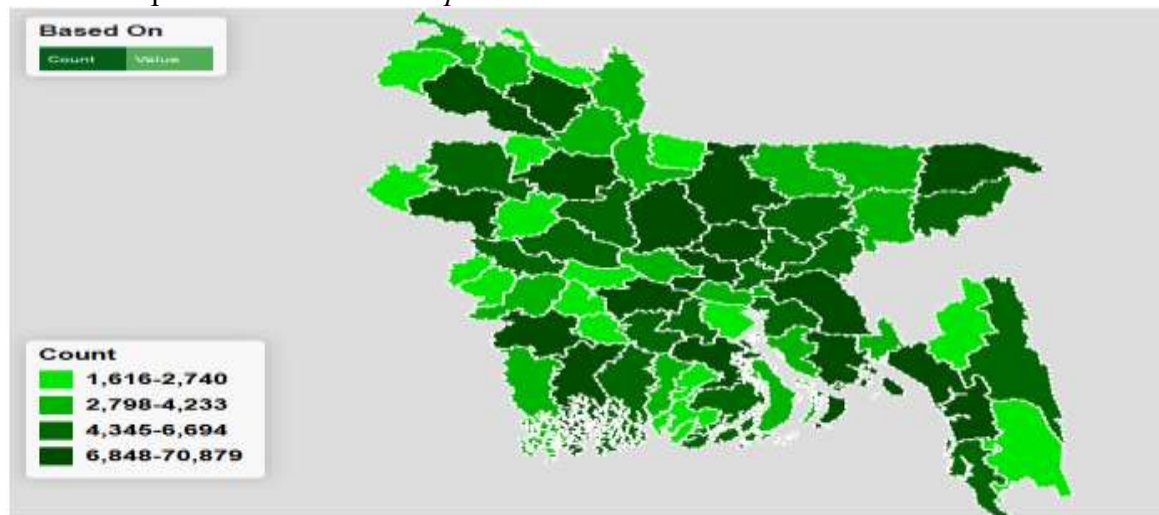 Based On
Count Value
Count
1,616-2,740
2,798-4,233
4,345-6,694
6,848-70,879